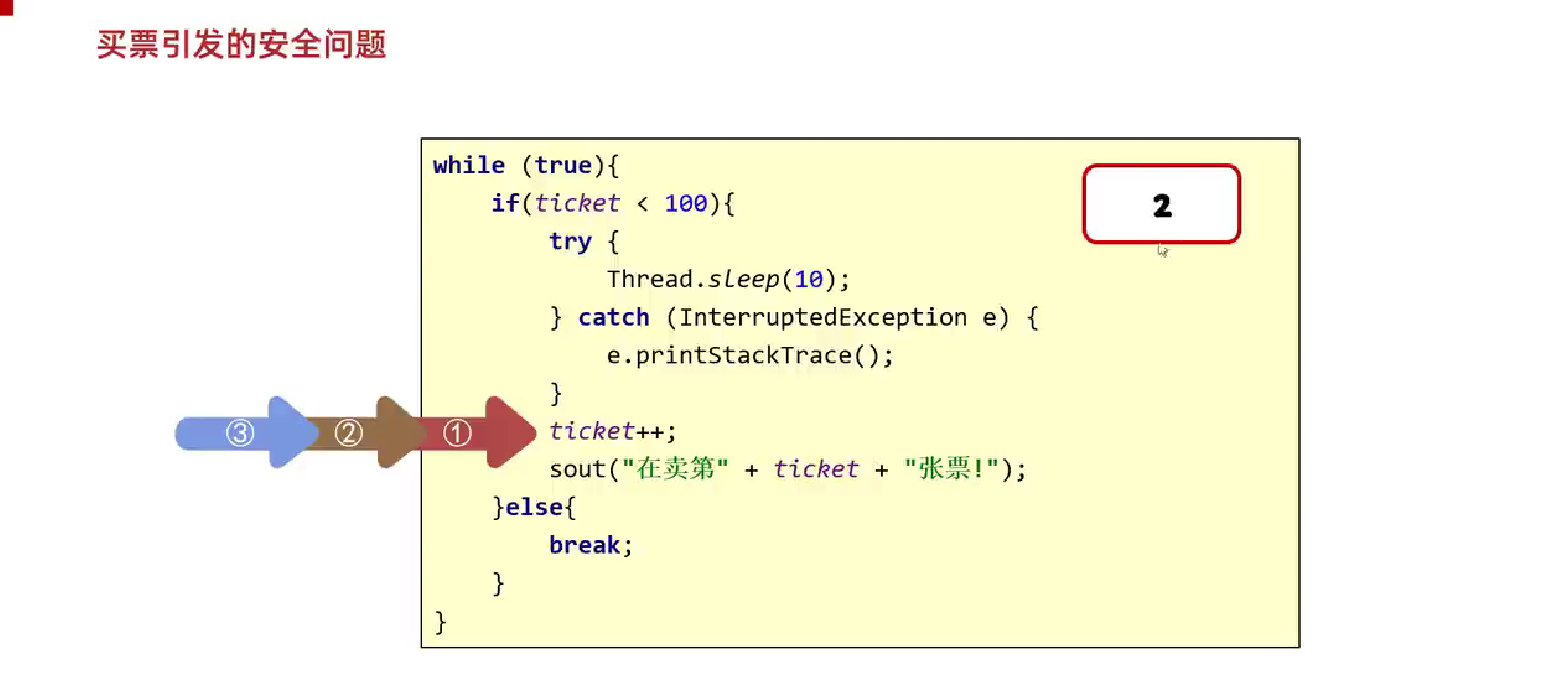 买票引发的安全问题
while (true){
if(ticket < 100){
2
try {
Thread.sleep(10);
} catch (InterruptedException e) {
e.printStackTrace();
}
③ ② ① ticket++;
sout("在卖第" + ticket + "张票!");
}else{
break;
}
}